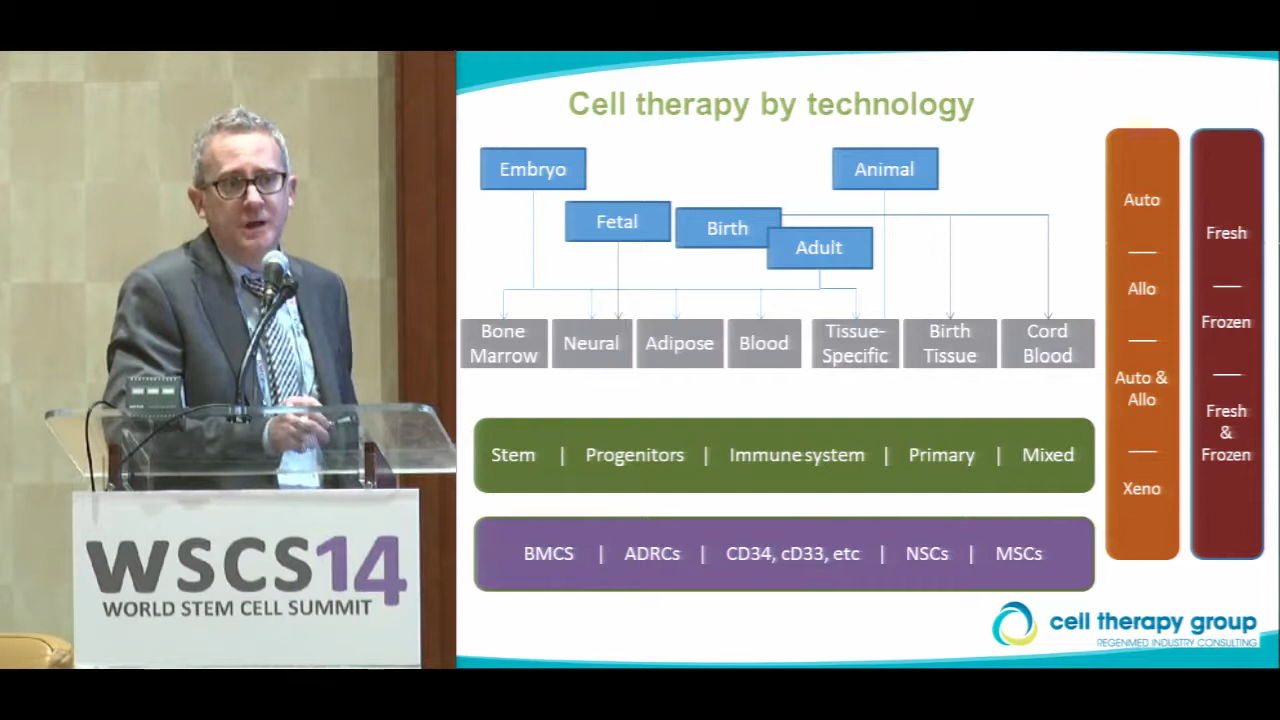 WSCS14
WORLD STEM CELL SUMMIT
Cell therapy by technology
Embryo
Animal
Fetal
Birth
Adult
Bone
Marrow
Neural
Adipose
Blood
Tissue-
Specific
Birth
Tissue
Cord
Blood
Stem | Progenitors | Immune system | Primary | Mixed
BMCS | ADRCs | CD34, cD33, etc | NSCs | MSCs
Auto
Allo
Auto &
Allo
Xeno
Fresh
Frozen
Fresh
&
Frozen
cell therapy group
REGENMED INDUSTRY CONSULTING